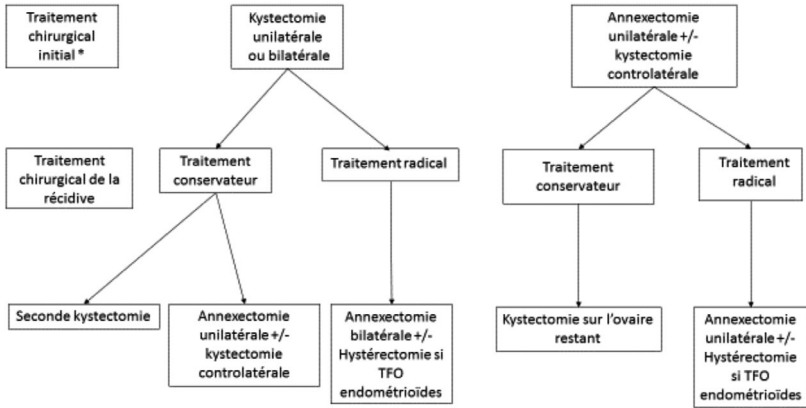 Traitement
chirurgical
initial *
Kystectomie
unilatérale
ou bilatérale
Annexectomie
unilatérale +/-
kystectomie
controlatérale
Traitement
chirurgical de la
récidive
Traitement
conservateur
Traitement radical
Traitement
conservateur
Traitement
radical
Seconde kystectomie
Annexectomie
unilatérale +/-
kystectomie
controlatérale
Annexectomie
bilatérale +/-
Hystérectomie si
TFO
endométrioïdes
Kystectomie sur l'ovaire
restant
Annexectomie
unilatérale +/-
Hystérectomie
si TFO
endométrioïdes